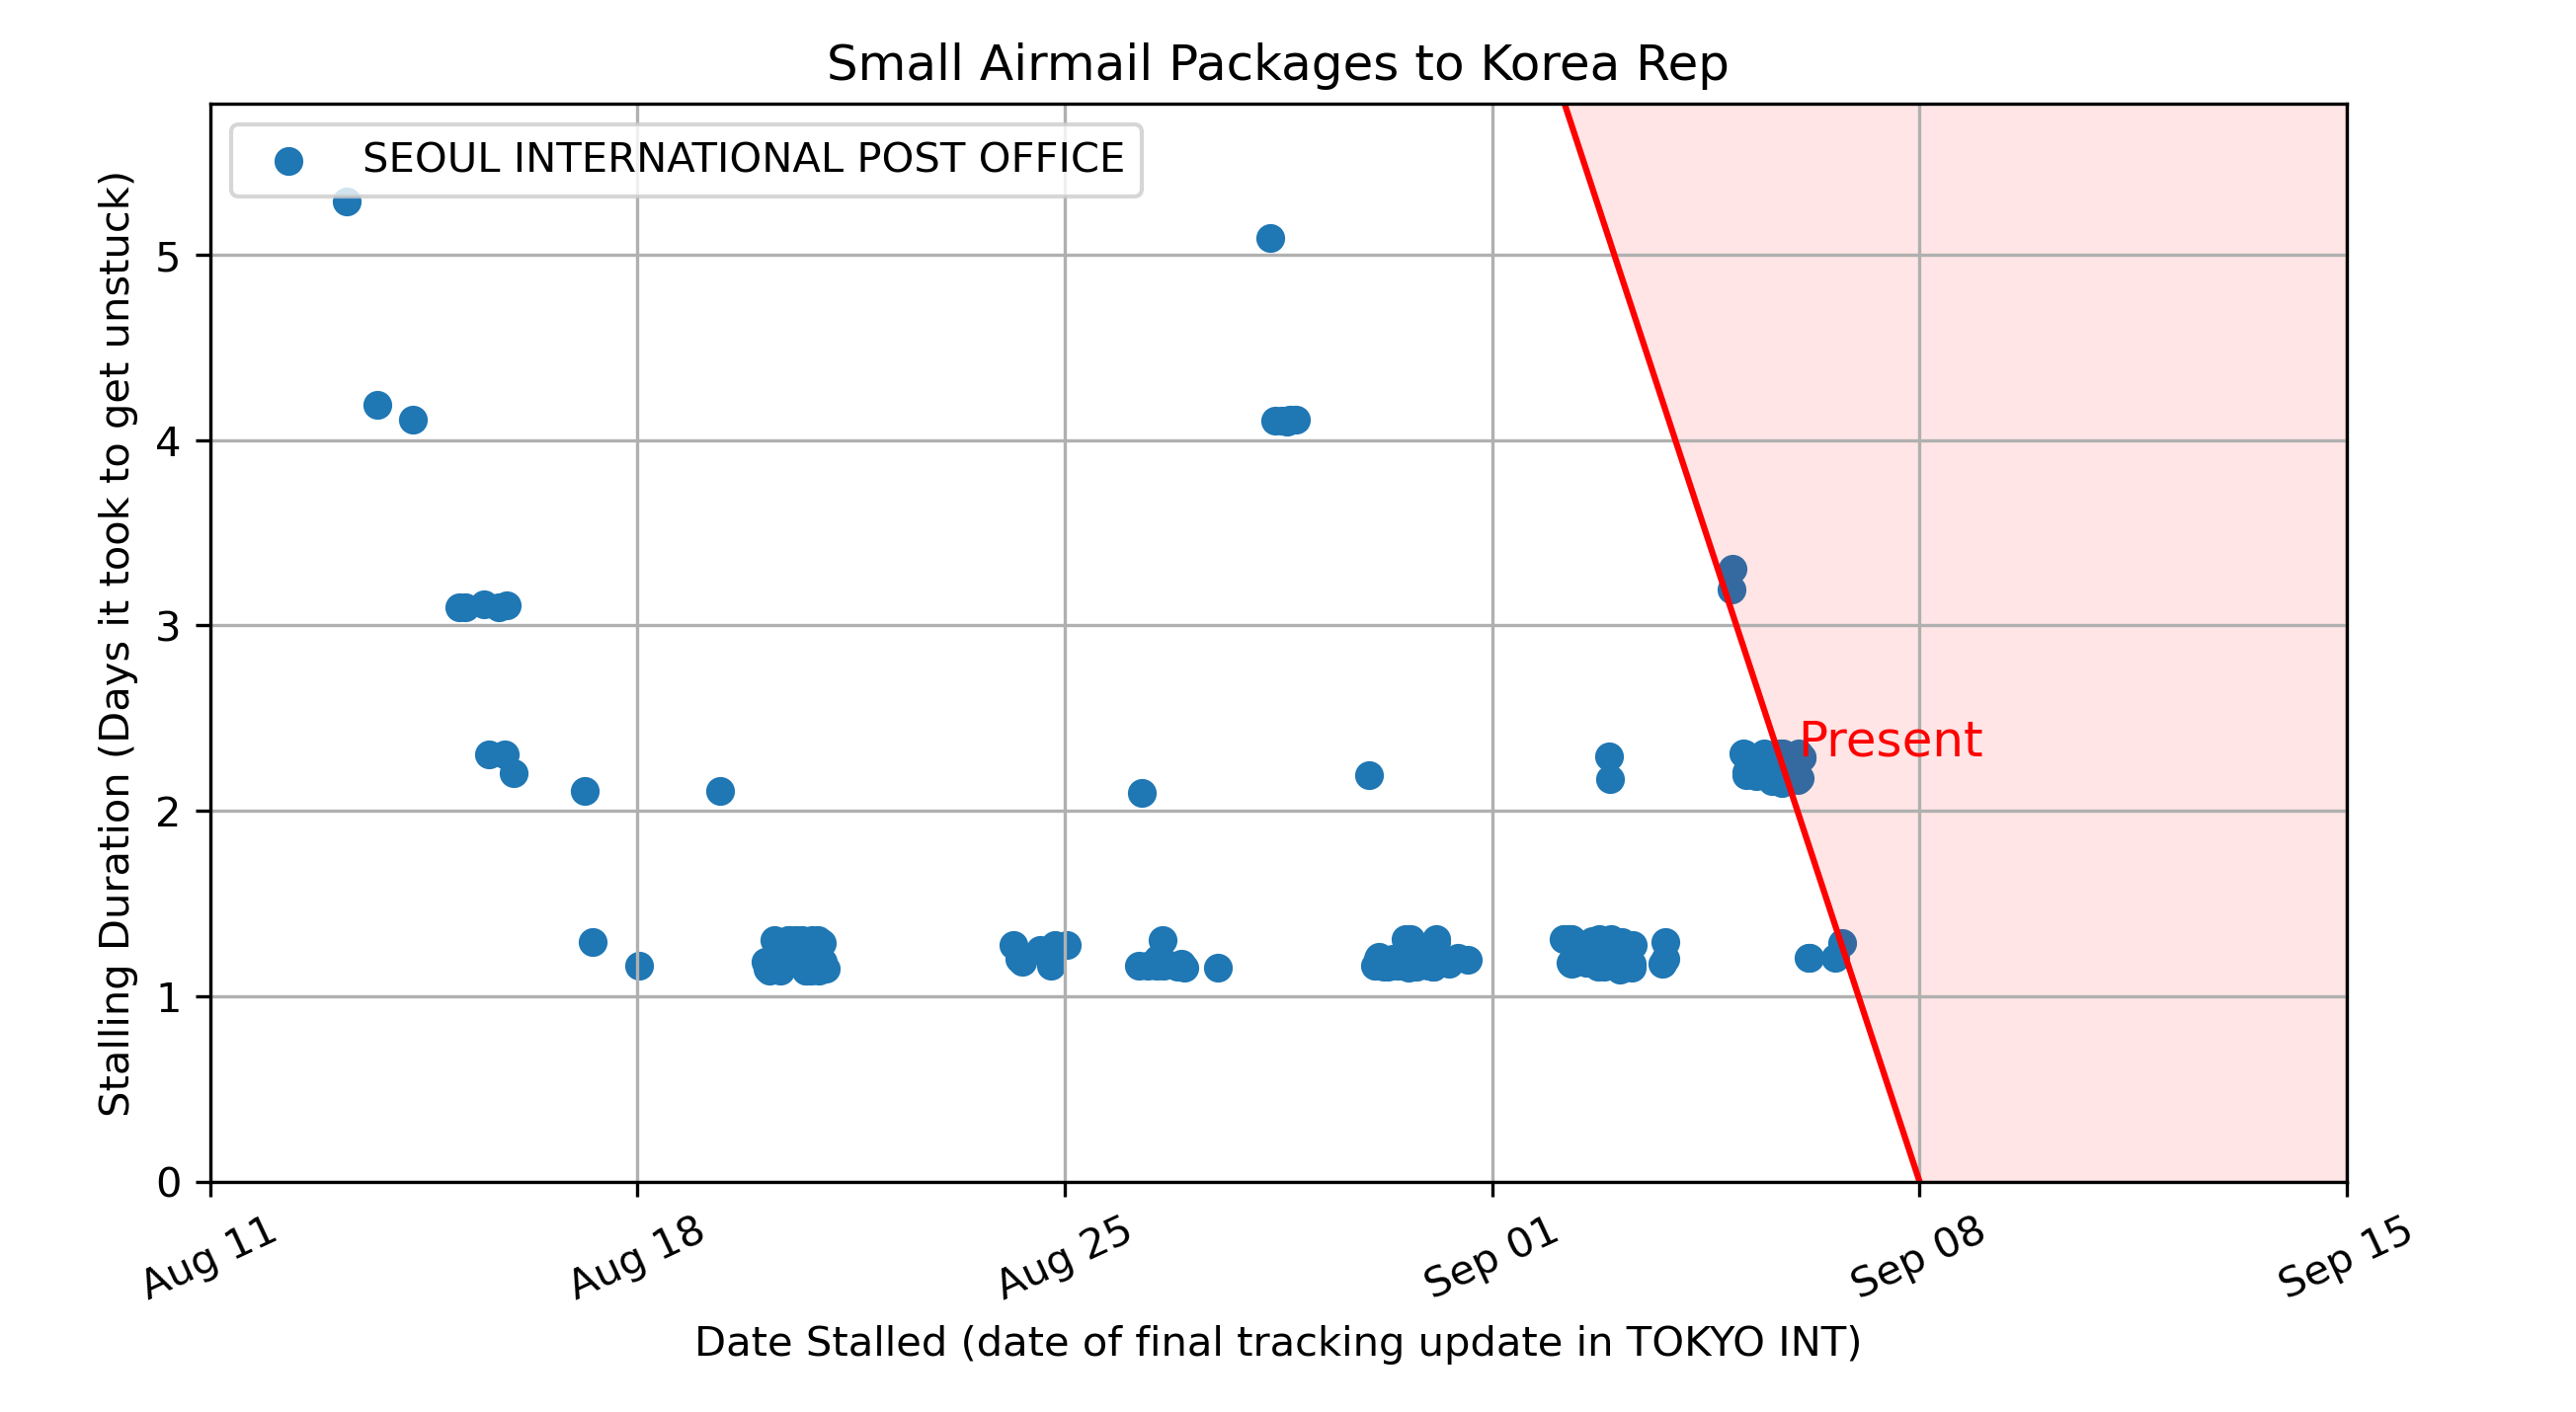 Small Airmail Packages to Korea Rep
SEOUL INTERNATIONAL POST OFFICE
Stalling Duration (Days it took to get unstuck)
5
4
3
2
1
0
Present
Aug 11
Aug 18
Aug 25
Sep 01
Sep 08
Sep 15
Date Stalled (date of final tracking update in TOKYO INT)